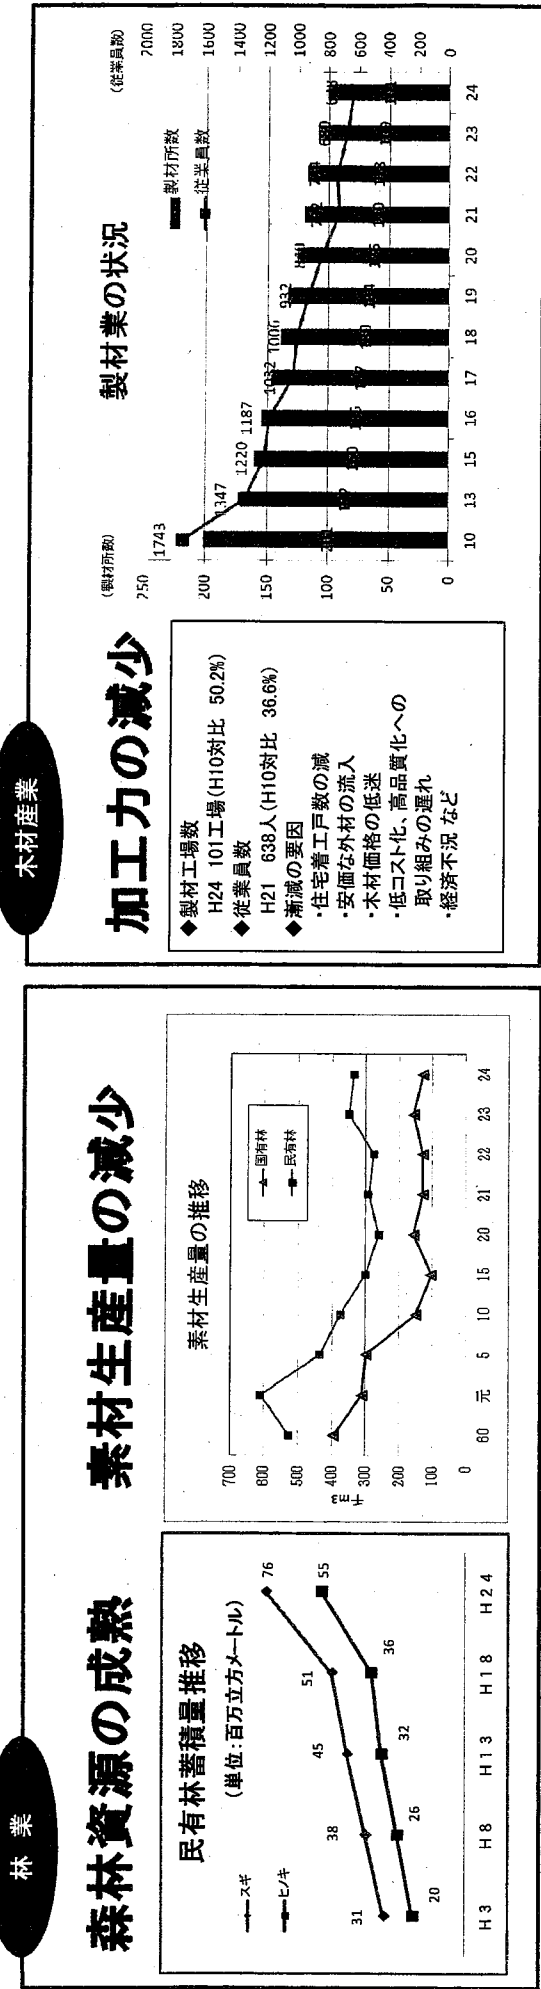 林 業
森林資源の成熟
民有林蓄積量推移
(単位:百万立方メートル)
スギ
ヒノキ
31
38
45
51
76
20
26
32
36
55
H3
H8
H13
H18
H24
素材生産量の減少
素材生産量の推移
国有林
民有林
千m3
700
600
500
400
300
200
100
0
60
元
5
10
15
20
21
22
23
24
木材産業
加工力の減少
◆製材工場数
H24 101工場(H10対比 50.2%)
◆従業員数
H21 638人(H10対比 36.6%)
◆漸減の要因
・住宅着工戸数の減
・安価な外材の流入
・木材価格の低迷
・低コスト化、高品質化への
取り組みの遅れ
・経済不況 など
製材業の状況
(製材所数)
(従業員数)
製材所数
従業員数
250
200
150
100
50
0
7000
1800
1600
1400
1200
1000
800
600
400
200
0
1743
1347
1220
1187
1032
1006
932
10
13
15
16
17
18
19
20
21
22
23
24